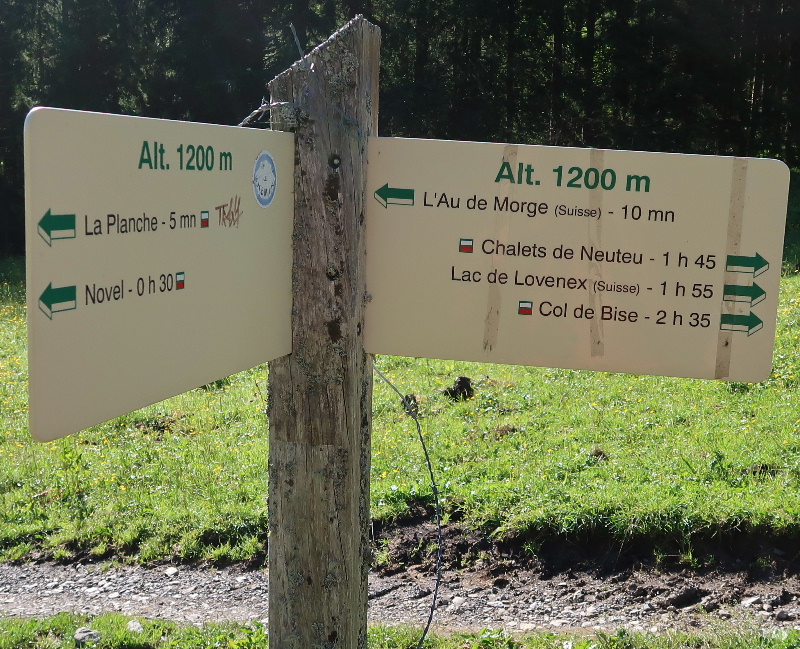 Alt. 1200 m
La Planche - 5 mn
Novel - 0 h 30
Alt. 1200 m
L'Au de Morge (Suisse) - 10 mn
Chalets de Neuteu - 1 h 45
Lac de Lovenex (Suisse) - 1 h 55
Col de Bise - 2 h 35